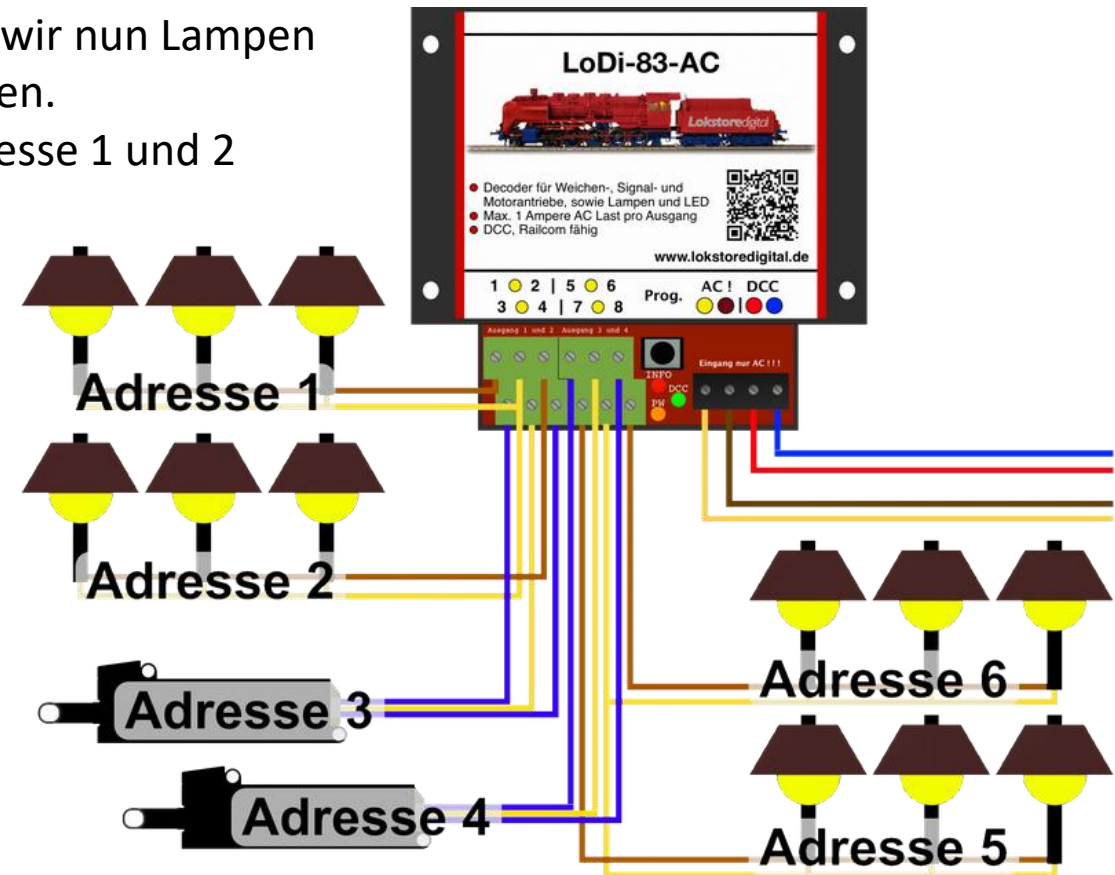 wir nun Lampen
en.
esse 1 und 2
LoDi-83-AC
Lokstoredigital
Decoder für Weichen-, Signal- und
Motorantriebe, sowie Lampen und LED
Max. 1 Ampere AC Last pro Ausgang
DCC, Railcom fähig
www.lokstoredigital.de
1 2 | 5 6
3 4 | 7 8
Prog.
AC ! DCC
Ausgang 1 und 2 Ausgang 3 und 4
INFO
DCC
PW
Eingang nur AC!!!
Adresse 1
Adresse 2
Adresse 3
Adresse 4
Adresse 6
Adresse 5